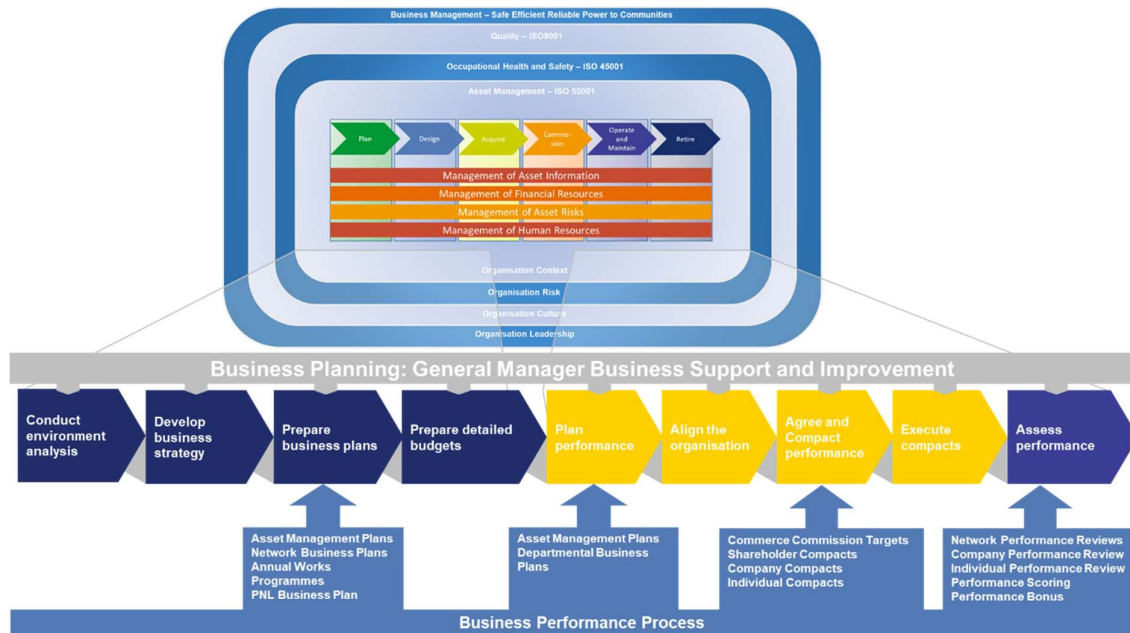 Business Management – Safe Efficient Reliable Power to Communities
Quality – ISO9001
Occupational Health and Safety – ISO 45001
Asset Management – ISO 55001
Plan
Design
Acquire
Commis-
sion
Operate
and
Maintain
Retire
Management of Asset Information
Management of Financial Resources
Management of Asset Risks
Management of Human Resources
Organisation Context
Organisation Risk
Organisation Culture
Organisation Leadership
Business Planning: General Manager Business Support and Improvement
Conduct
environment
analysis
Develop
business
strategy
Prepare
business plans
Prepare detailed
budgets
Plan
performance
Align the
organisation
Agree and
Compact
performance
Execute
compacts
Assess
performance
Asset Management Plans
Network Business Plans
Annual Works
Programmes
PNL Business Plan
Asset Management Plans
Departmental Business
Plans
Commerce Commission Targets
Shareholder Compacts
Company Compacts
Individual Compacts
Network Performance Reviews
Company Performance Review
Individual Performance Review
Performance Scoring
Performance Bonus
Business Performance Process